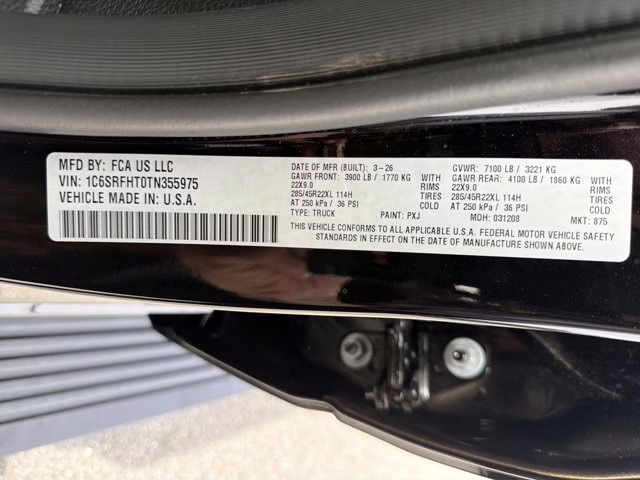 MFD BY: FCA US LLC
VIN: 1C6SRFHT0TN355975
VEHICLE MADE IN: U.S.A.
DATE OF MFR (BUILT): 3-26 GVWR: 7100 LB / 3221 KG
GAWR FRONT: 3900 LB / 1770 KG GAWR REAR: 4100 LB / 1860 KG
22X9.0 RIMS 22X9.0 RIMS
285/45R22XL 114H TIRES 285/45R22XL 114H TIRES
AT 250 kPa / 36 PSI COLD AT 250 kPa / 36 PSI COLD
TYPE: TRUCK PAINT: PXJ MDH: 031208 MKT: 875
THIS VEHICLE CONFORMS TO ALL APPLICABLE U.S.A. FEDERAL MOTOR VEHICLE SAFETY
STANDARDS IN EFFECT ON THE DATE OF MANUFACTURE SHOWN ABOVE.